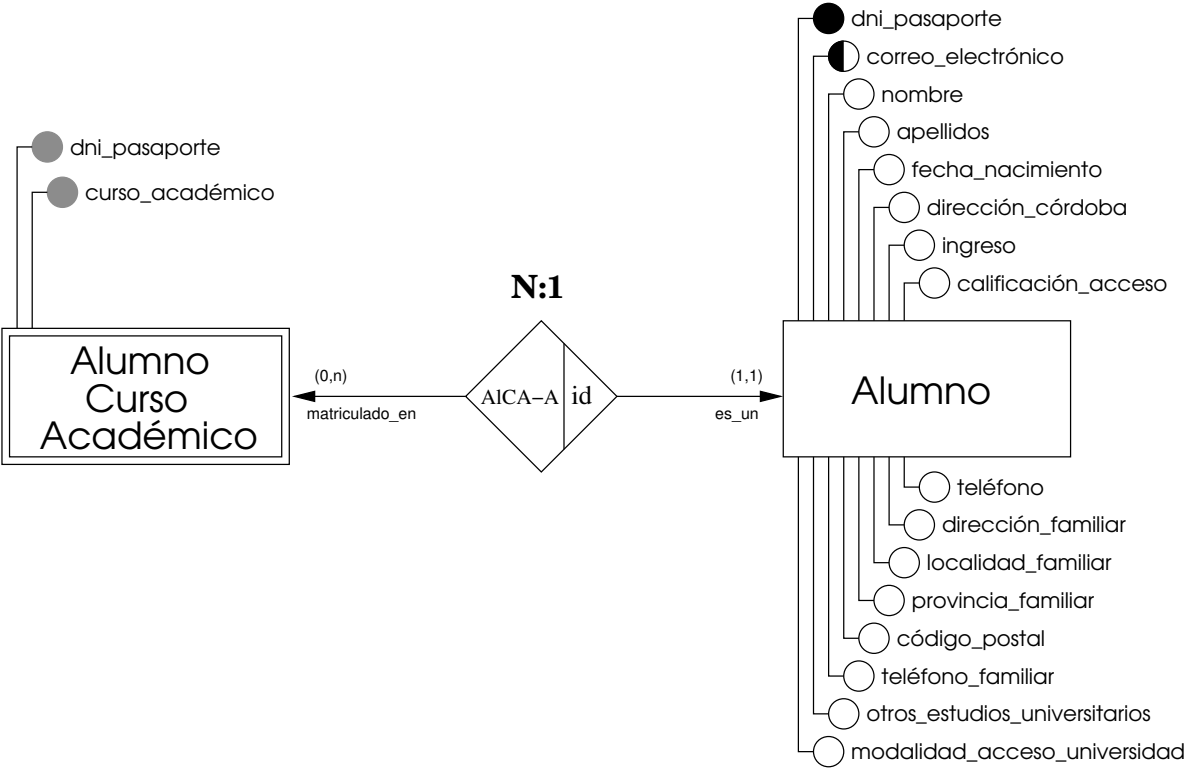 dni_pasaporte
correo_electrónico
nombre
apellidos
fecha_nacimiento
dirección_córdoba
ingreso
calificación_acceso
dni_pasaporte
curso_académico
N:1
Alumno
Curso
Académico
(0,n)
matriculado_en
AlCA-A
id
(1,1)
es_un
Alumno
teléfono
dirección_familiar
localidad_familiar
provincia_familiar
código_postal
teléfono_familiar
otros_estudios_universitarios
modalidad_acceso_universidad